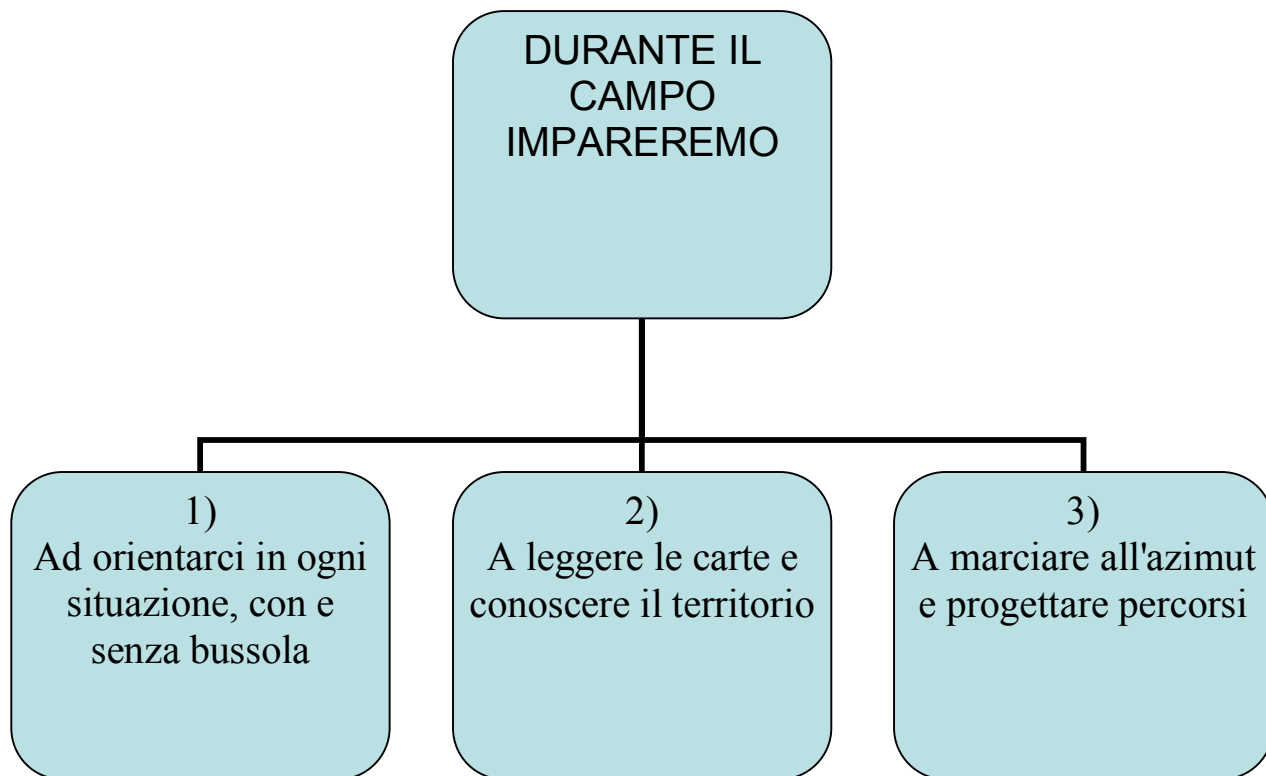 DURANTE IL
CAMPO
IMPAREREMO
1)
Ad orientarci in ogni
situazione, con e
senza bussola
2)
A leggere le carte e
conoscere il territorio
3)
A marciare all'azimut
e progettare percorsi